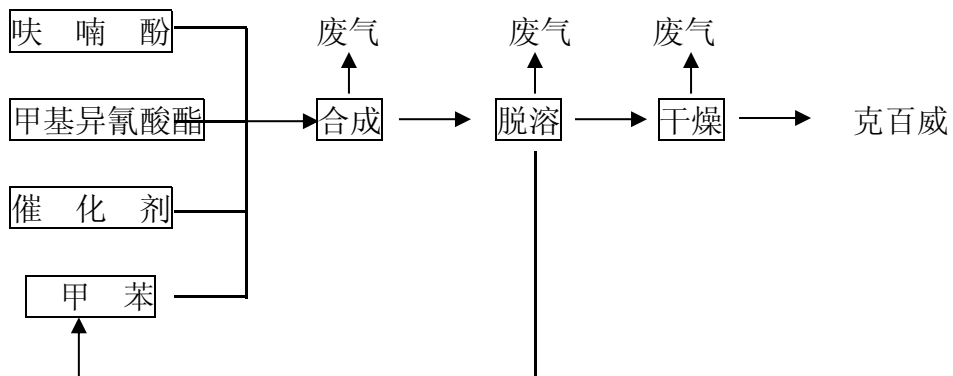 呋 喃 酚
废气
废气
废气
甲基异氰酸酯
合成
脱溶
干燥
克百威
催 化 剂
甲 苯